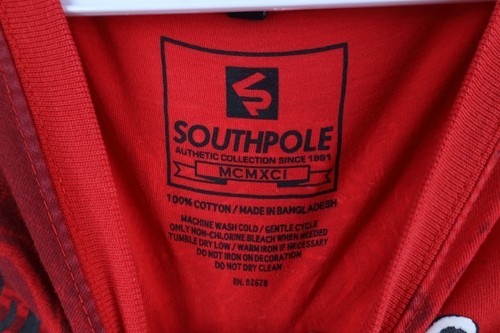 SOUTHPOLE
AUTHETIC COLLECTION SINCE 1991
MCMXCI
100% COTTON / MADE IN BANGLADESH
MACHINE WASH COLD / GENTLE CYCLE
ONLY NON-CHLORINE BLEACH WHEN NEEDED
TUMBLE DRY LOW / WARM IRON IF NECESSARY
DO NOT IRON ON DECORATION
DO NOT DRY CLEAN
RN. 92628